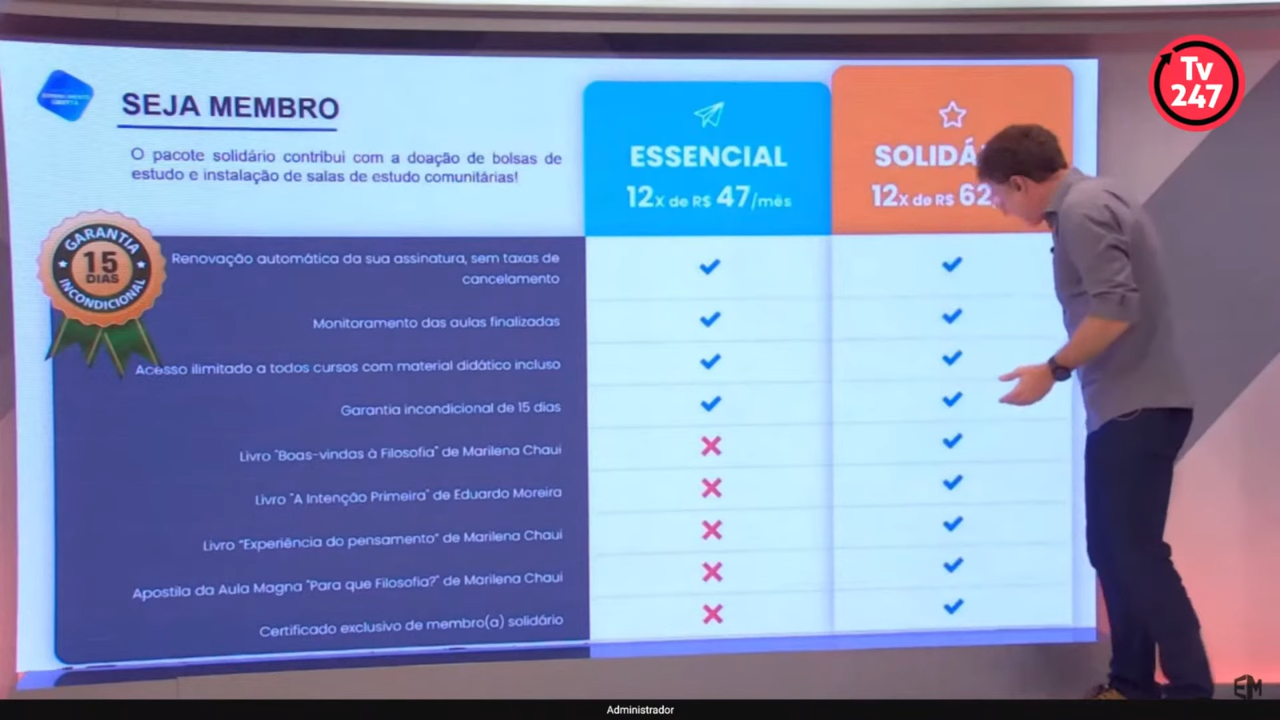 Tv
247
SEJA MEMBRO
O pacote solidário contribui com a doação de bolsas de
estudo e instalação de salas de estudo comunitárias!
ESSENCIAL
12x de R$ 47/mês
12x de R$ 62
GARANTIA
15
DIAS
INCONDICIONAL
Renovação automática da sua assinatura, sem taxas de
cancelamento
Monitoramento das aulas finalizadas
Acesso ilimitado a todos cursos com material didático incluso
Garantia incondicional de 15 dias
Livro "Boas-vindas à Filosofia" de Marilena Chaui
Livro "A Intenção Primeira" de Eduardo Moreira
Livro "Experiência do pensamento" de Marilena Chaui
Apostila da Aula Magna "Para que Filosofia?" de Marilena Chaui
Certificado exclusivo de membro(a) solidário
EM
Administrador